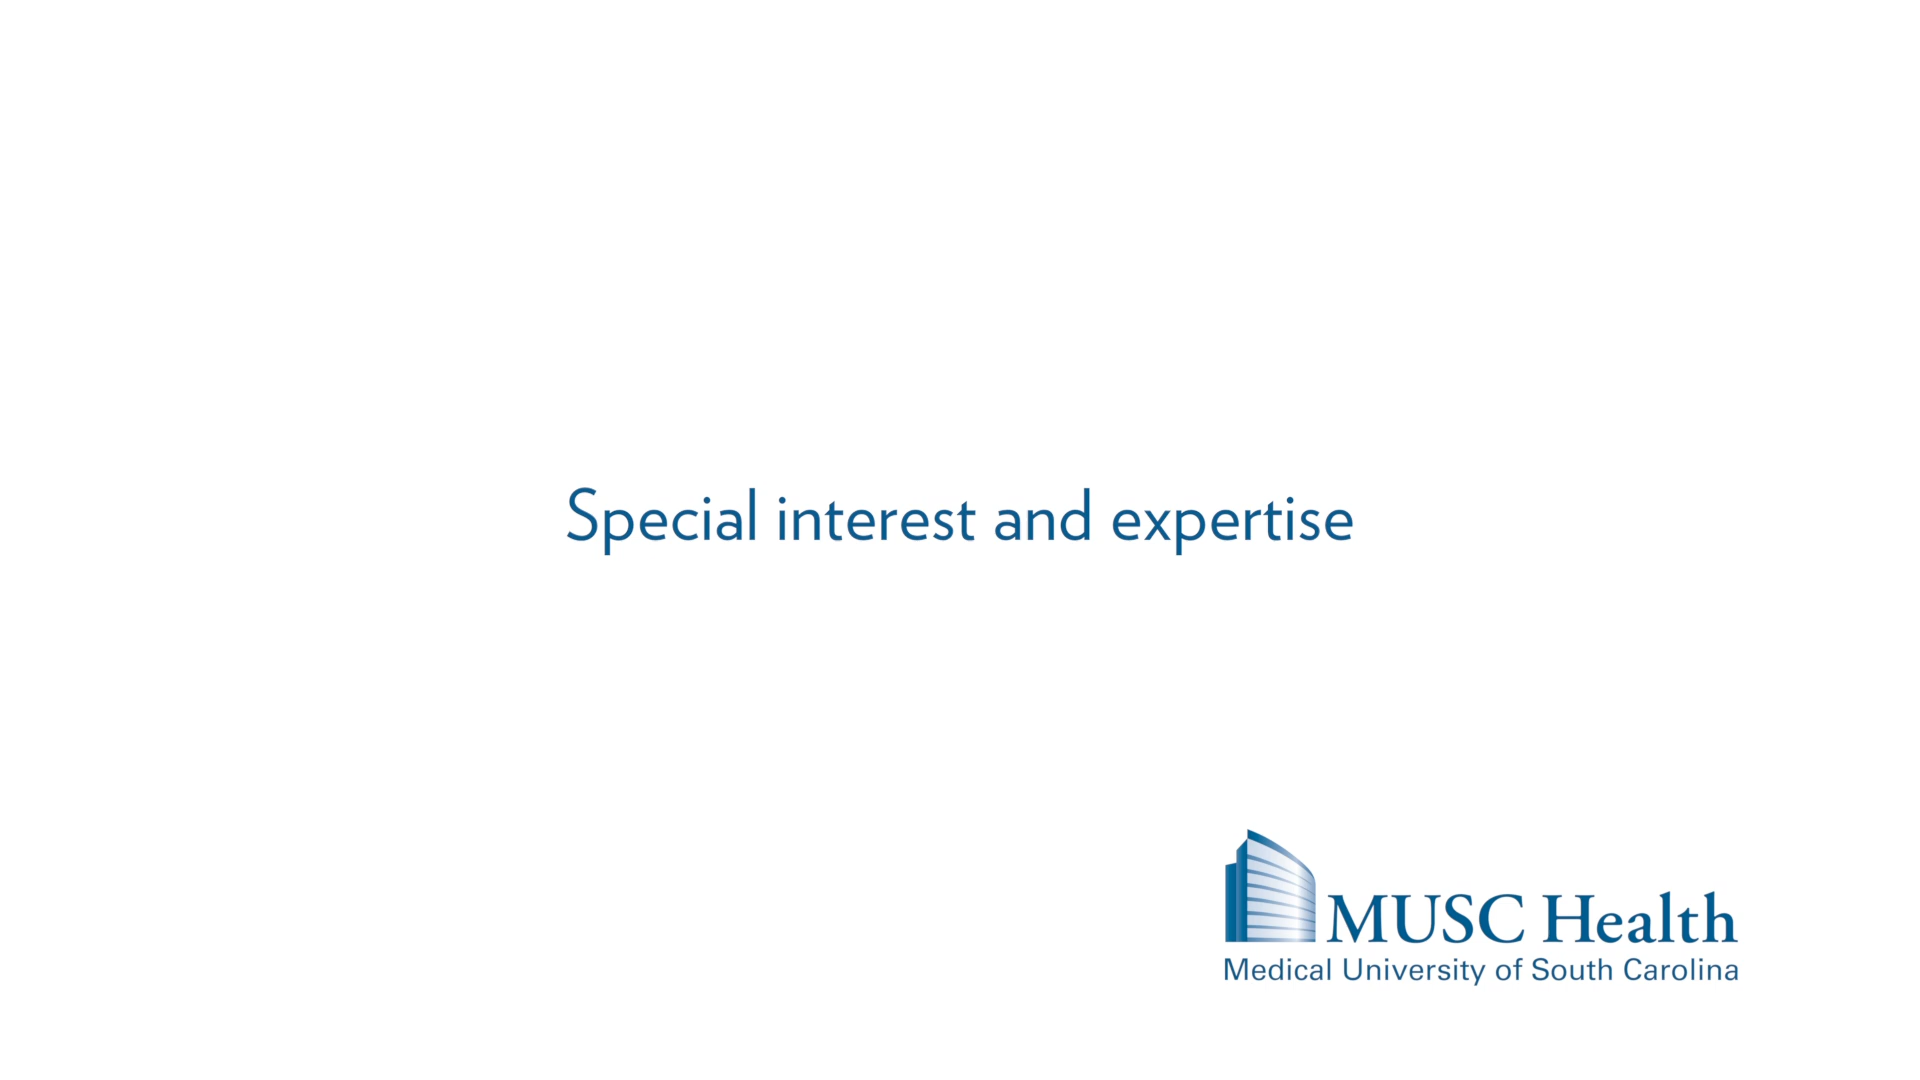 Special interest and expertise
MUSC Health
Medical University of South Carolina